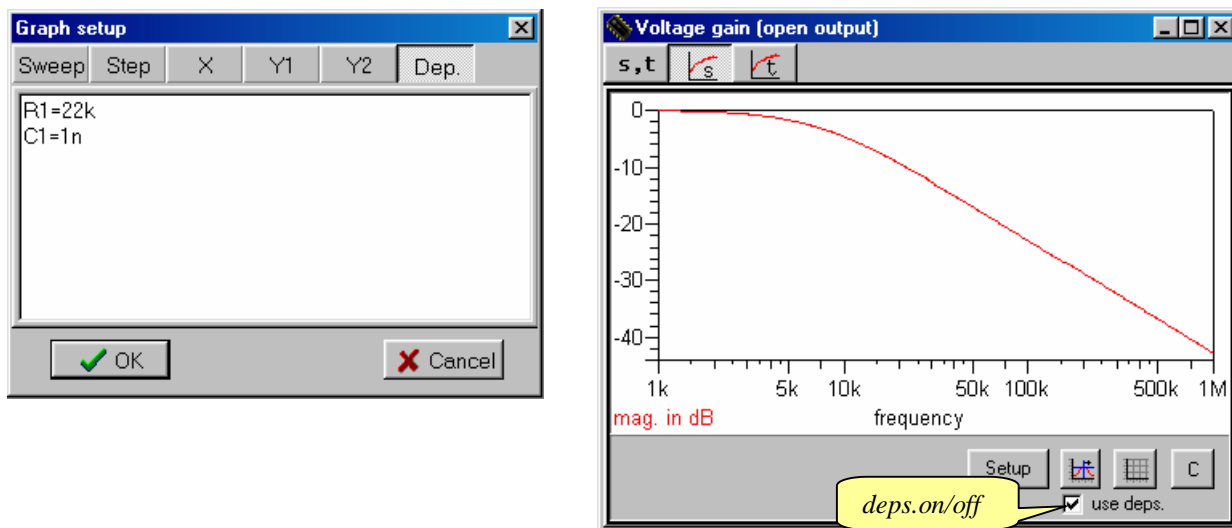 Graph setup
Sweep Step X Y1 Y2 Dep.
R1=22k
C1=1n
OK Cancel
Voltage gain (open output)
s,t s t
0
-10
-20
-30
-40
1k 5k 10k 50k 100k 500k 1M
mag. in dB frequency
Setup C
deps.on/off use deps.